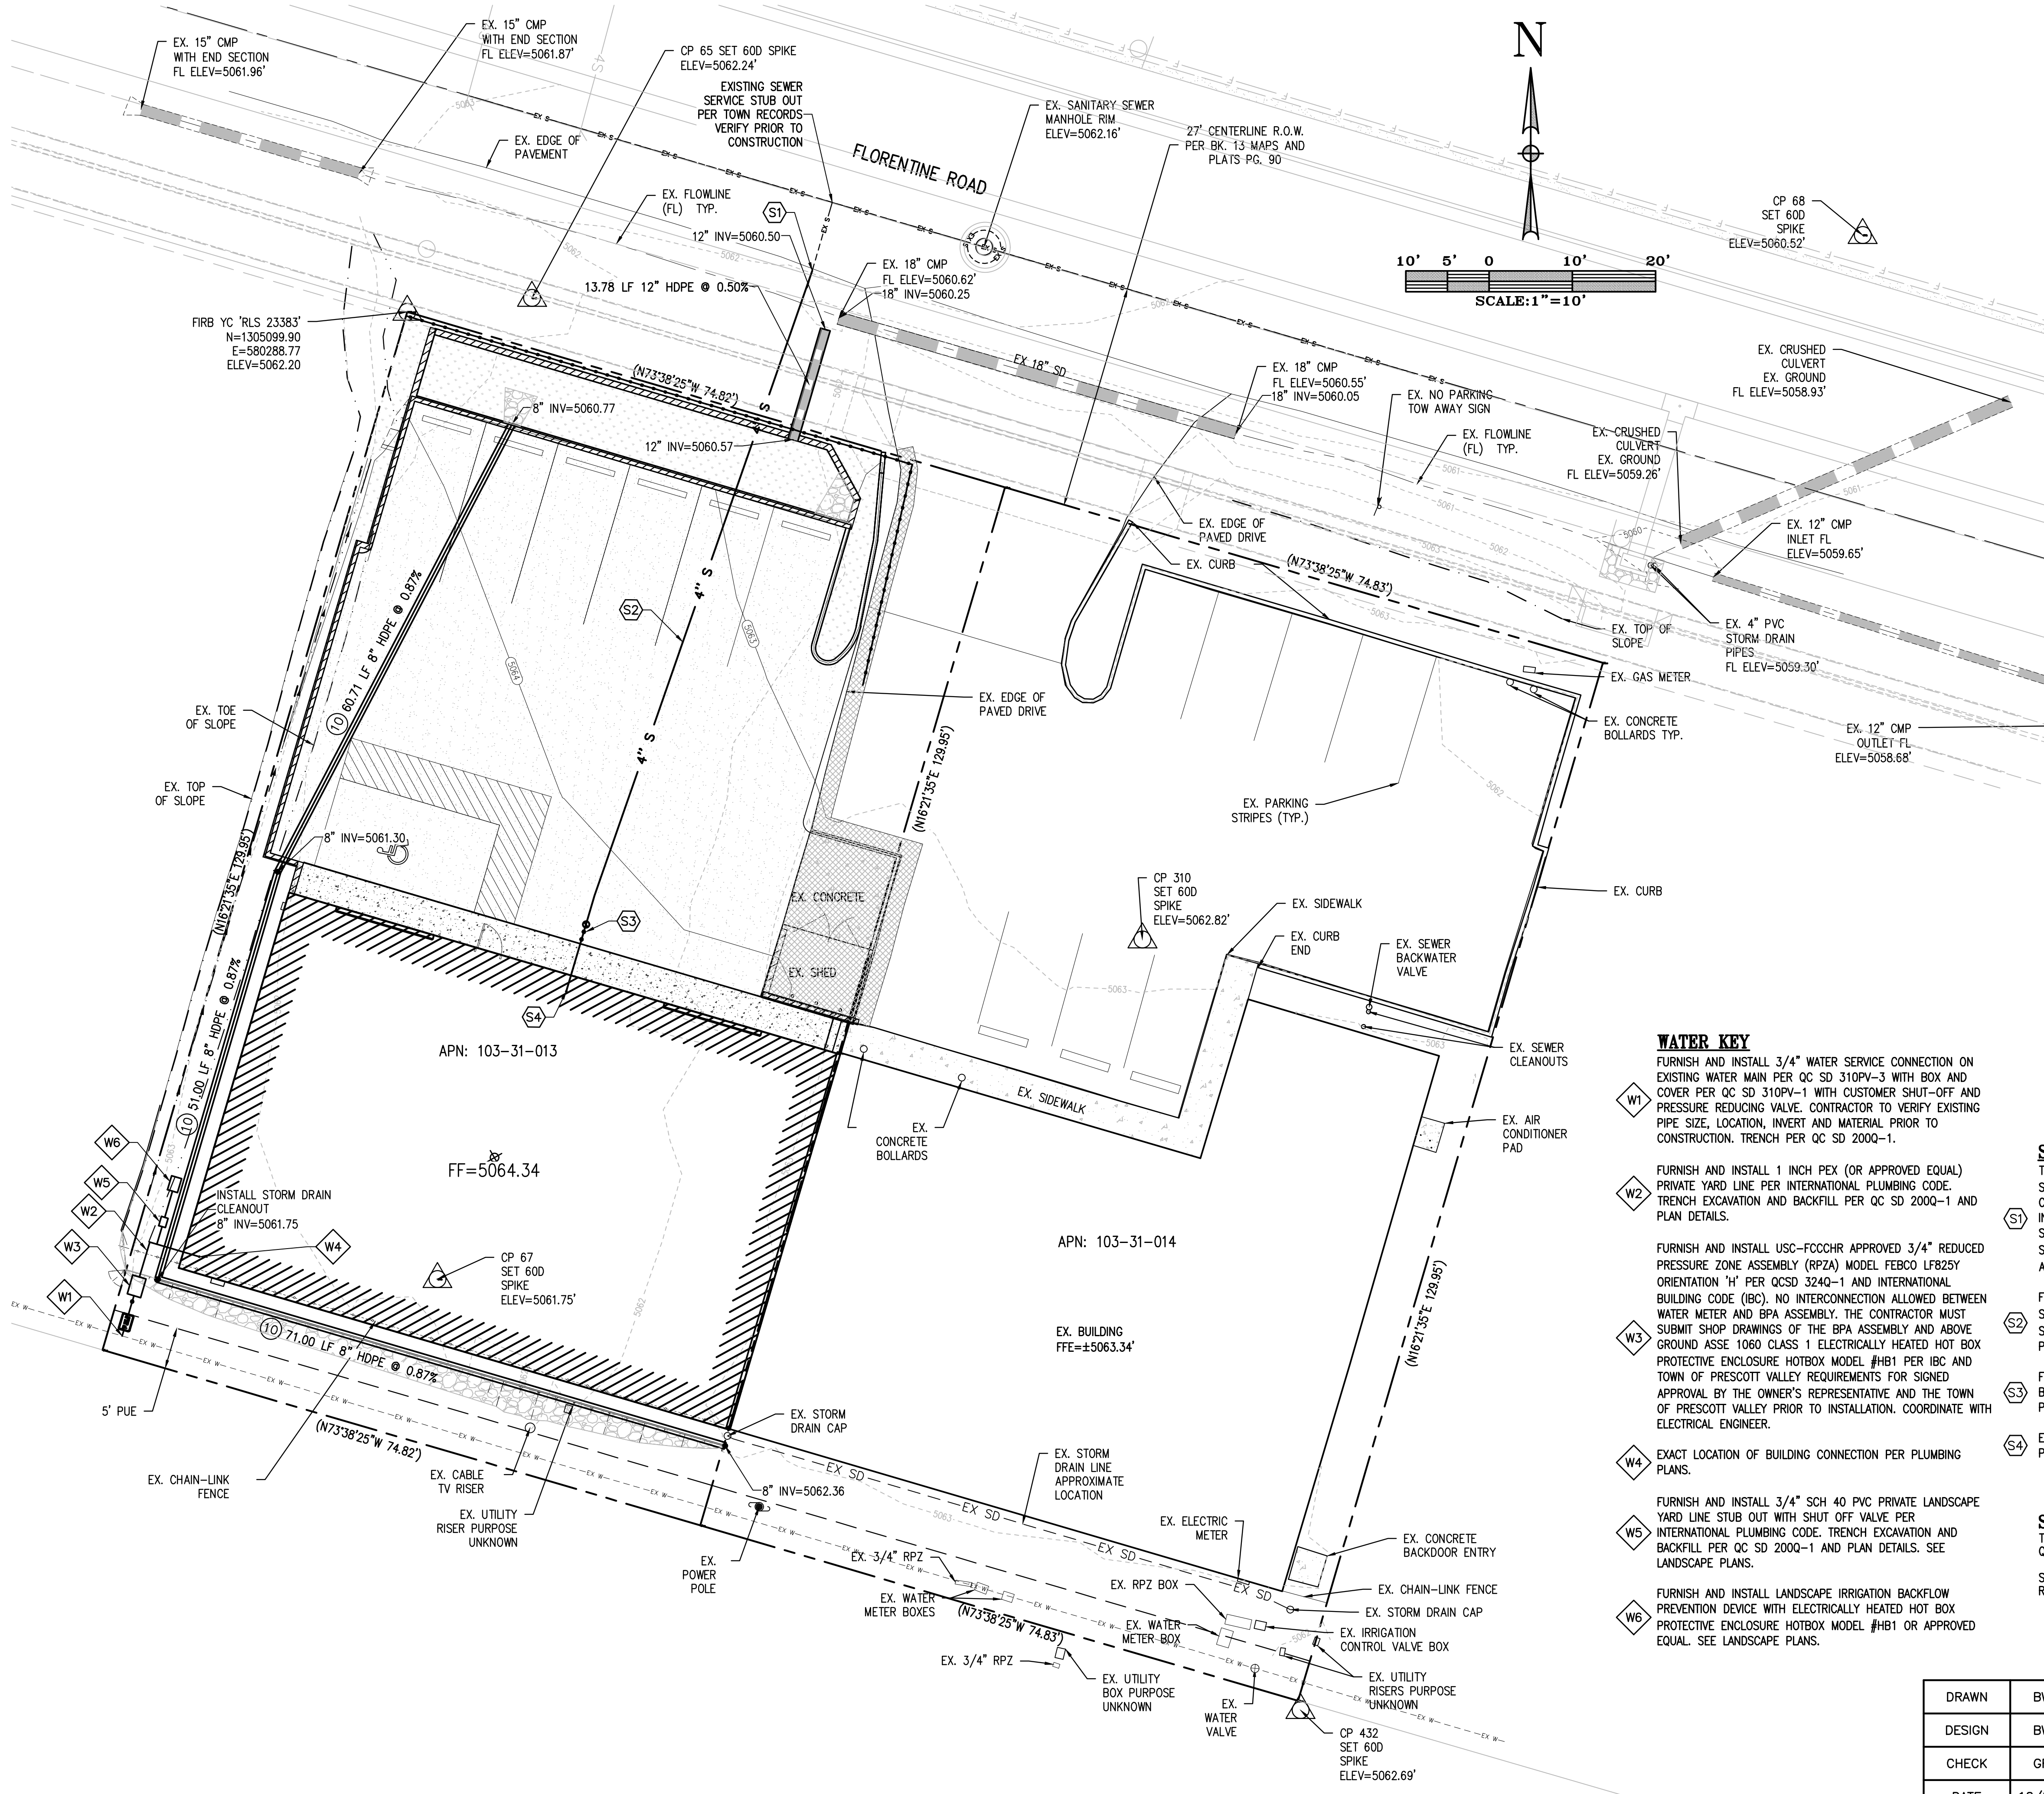 EX. 15" CMP
WITH END SECTION
FL ELEV=5061.96'
EX. 15" CMP
WITH END SECTION
FL ELEV=5061.87'
CP 65 SET 60D SPIKE
ELEV=5062.24'
EXISTING SEWER
SERVICE STUB OUT
PER TOWN RECORDS
VERIFY PRIOR TO
CONSTRUCTION
EX. SANITARY SEWER
MANHOLE RIM
ELEV=5062.16'
27' CENTERLINE R.O.W.
PER BK. 13 MAPS AND
PLATS PG. 90
N
10' 5' 0 10' 20'
SCALE:1"=10'
CP 68
SET 60D
SPIKE
ELEV=5060.52'
EX. EDGE OF
PAVEMENT
FLORENTINE ROAD
EX. FLOWLINE
(FL) TYP.
S1
12" INV=5060.50
13.78 LF 12" HDPE @ 0.50%
EX. 18" CMP
FL ELEV=5060.62'
18" INV=5060.25
FIRB YC 'RLS 23383'
N=1305099.90
E=580288.77
ELEV=5062.20
(N73°38'25"W 74.82')
EX 18" SD
EX. 18" CMP
FL ELEV=5060.55'
18" INV=5060.05
EX. NO PARKING
TOW AWAY SIGN
EX. FLOWLINE
(FL) TYP.
EX. CRUSHED
CULVERT
EX. GROUND
FL ELEV=5058.93'
EX. CRUSHED
CULVERT
EX. GROUND
FL ELEV=5059.26'
8" INV=5060.77
12" INV=5060.57
EX. EDGE OF
PAVED DRIVE
EX. CURB
(N73°38'25"W 74.83')
EX. 12" CMP
INLET FL
ELEV=5059.65'
EX. TOP OF
SLOPE
EX. 4" PVC
STORM DRAIN
PIPES
FL ELEV=5059.30'
EX. GAS METER
EX. CONCRETE
BOLLARDS TYP.
EX. 12" CMP
OUTLET FL
ELEV=5058.68'
S2
4" S
4" S
5063
5064
10 60.71 LF 8" HDPE @ 0.87%
EX. TOE
OF SLOPE
EX. TOP
OF SLOPE
(N16°21'35"E 129.95')
8" INV=5061.30
EX. EDGE OF
PAVED DRIVE
(N16°21'35"E 129.95')
EX. PARKING
STRIPES (TYP.)
EX. CONCRETE
EX. SHED
S3
S4
CP 310
SET 60D
SPIKE
ELEV=5062.82'
EX. SIDEWALK
EX. CURB
END
EX. SEWER
BACKWATER
VALVE
EX. CURB
EX. SEWER
CLEANOUTS
EX. AIR
CONDITIONER
PAD
10 51.00 LF 8" HDPE @ 0.87%
APN: 103-31-013
FF=5064.34
EX. SIDEWALK
EX.
CONCRETE
BOLLARDS
APN: 103-31-014
EX. BUILDING
FFE=±5063.34'
(N16°21'35"E 129.95')
W6
W5
W2
W3
W1
W4
INSTALL STORM DRAIN
CLEANOUT
8" INV=5061.75
CP 67
SET 60D
SPIKE
ELEV=5061.75'
5' PUE
10 71.00 LF 8" HDPE @ 0.87%
(N73°38'25"W 74.82')
EX. CHAIN-LINK
FENCE
EX. CABLE
TV RISER
EX. UTILITY
RISER PURPOSE
UNKNOWN
EX. STORM
DRAIN CAP
8" INV=5062.36
EX.
POWER
POLE
EX SD
EX SD
EX SD
EX SD
EX. STORM
DRAIN LINE
APPROXIMATE
LOCATION
EX. 3/4" RPZ
EX. WATER
METER BOXES
(N73°38'25"W 74.83')
EX. 3/4" RPZ
EX. UTILITY
BOX PURPOSE
UNKNOWN
EX. ELECTRIC
METER
EX. RPZ BOX
EX. WATER
METER BOX
EX.
WATER
VALVE
EX. CONCRETE
BACKDOOR ENTRY
EX. CHAIN-LINK FENCE
EX. STORM DRAIN CAP
EX. IRRIGATION
CONTROL VALVE BOX
EX. UTILITY
RISERS PURPOSE
UNKNOWN
CP 432
SET 60D
SPIKE
ELEV=5062.69'
WATER KEY
W1
FURNISH AND INSTALL 3/4" WATER SERVICE CONNECTION ON
EXISTING WATER MAIN PER QC SD 310PV-3 WITH BOX AND
COVER PER QC SD 310PV-1 WITH CUSTOMER SHUT-OFF AND
PRESSURE REDUCING VALVE. CONTRACTOR TO VERIFY EXISTING
PIPE SIZE, LOCATION, INVERT AND MATERIAL PRIOR TO
CONSTRUCTION. TRENCH PER QC SD 200Q-1.
W2
FURNISH AND INSTALL 1 INCH PEX (OR APPROVED EQUAL)
PRIVATE YARD LINE PER INTERNATIONAL PLUMBING CODE.
TRENCH EXCAVATION AND BACKFILL PER QC SD 200Q-1 AND
PLAN DETAILS.
W3
FURNISH AND INSTALL USC-FCCCHR APPROVED 3/4" REDUCED
PRESSURE ZONE ASSEMBLY (RPZA) MODEL FEBCO LF825Y
ORIENTATION 'H' PER QCSD 324Q-1 AND INTERNATIONAL
BUILDING CODE (IBC). NO INTERCONNECTION ALLOWED BETWEEN
WATER METER AND BPA ASSEMBLY. THE CONTRACTOR MUST
SUBMIT SHOP DRAWINGS OF THE BPA ASSEMBLY AND ABOVE
GROUND ASSE 1060 CLASS 1 ELECTRICALLY HEATED HOT BOX
PROTECTIVE ENCLOSURE HOTBOX MODEL #HB1 PER IBC AND
TOWN OF PRESCOTT VALLEY REQUIREMENTS FOR SIGNED
APPROVAL BY THE OWNER'S REPRESENTATIVE AND THE TOWN
OF PRESCOTT VALLEY PRIOR TO INSTALLATION. COORDINATE WITH
ELECTRICAL ENGINEER.
W4
EXACT LOCATION OF BUILDING CONNECTION PER PLUMBING
PLANS.
W5
FURNISH AND INSTALL 3/4" SCH 40 PVC PRIVATE LANDSCAPE
YARD LINE STUB OUT WITH SHUT OFF VALVE PER
INTERNATIONAL PLUMBING CODE. TRENCH EXCAVATION AND
BACKFILL PER QC SD 200Q-1 AND PLAN DETAILS. SEE
LANDSCAPE PLANS.
W6
FURNISH AND INSTALL LANDSCAPE IRRIGATION BACKFLOW
PREVENTION DEVICE WITH ELECTRICALLY HEATED HOT BOX
PROTECTIVE ENCLOSURE HOTBOX MODEL #HB1 OR APPROVED
EQUAL. SEE LANDSCAPE PLANS.
S1
S2
S3
S4
DRAWN
DESIGN
CHECK